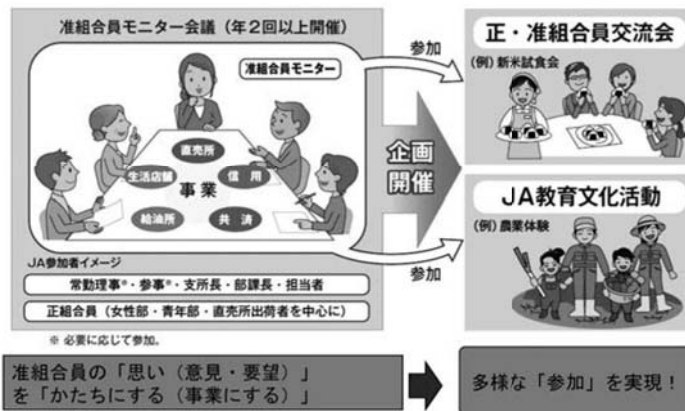 准組合員モニター会議（年２回以上開催）
准組合員モニター
直売所
生活店舗
信用
事業
給油所
共済
JA参加者イメージ
常勤理事※・参事※・支所長・部課長・担当者
正組合員（女性部・青年部・直売所出荷者を中心に）
※ 必要に応じて参加。
参加
企画
開催
参加
正・准組合員交流会
（例）新米試食会
JA教育文化活動
（例）農業体験
准組合員の「思い（意見・要望）」
を「かたちにする（事業にする）」
多様な「参加」を実現！